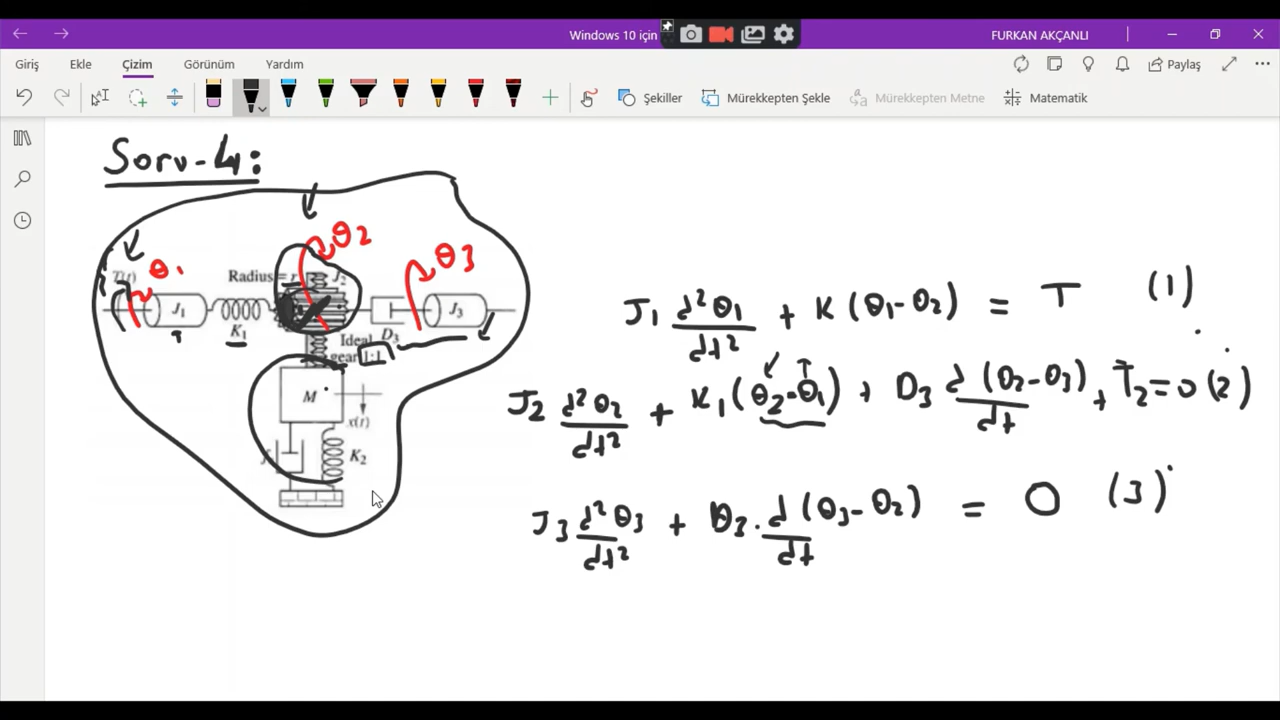 Windows 10 için
FURKAN AKÇANLI
Giriş Ekle Çizim Görünüm Yardım
Paylaş
Şekiller Mürekkepten Şekle Mürekkepten Metne Matematik
Soru-4:
T(t) θ1 Radius = r θ2 J2 θ3
J1 K1 D3 J3
Ideal
gear 1:1
M
x(t)
f K2
J1 d²θ1/dt² + K(θ1-θ2) = T (1)
J2 d²θ2/dt² + K1(θ2-θ1) + D3 d(θ2-θ3)/dt + T2=0 (2)
J3 d²θ3/dt² + D3. d(θ3-θ2)/dt = 0 (3)